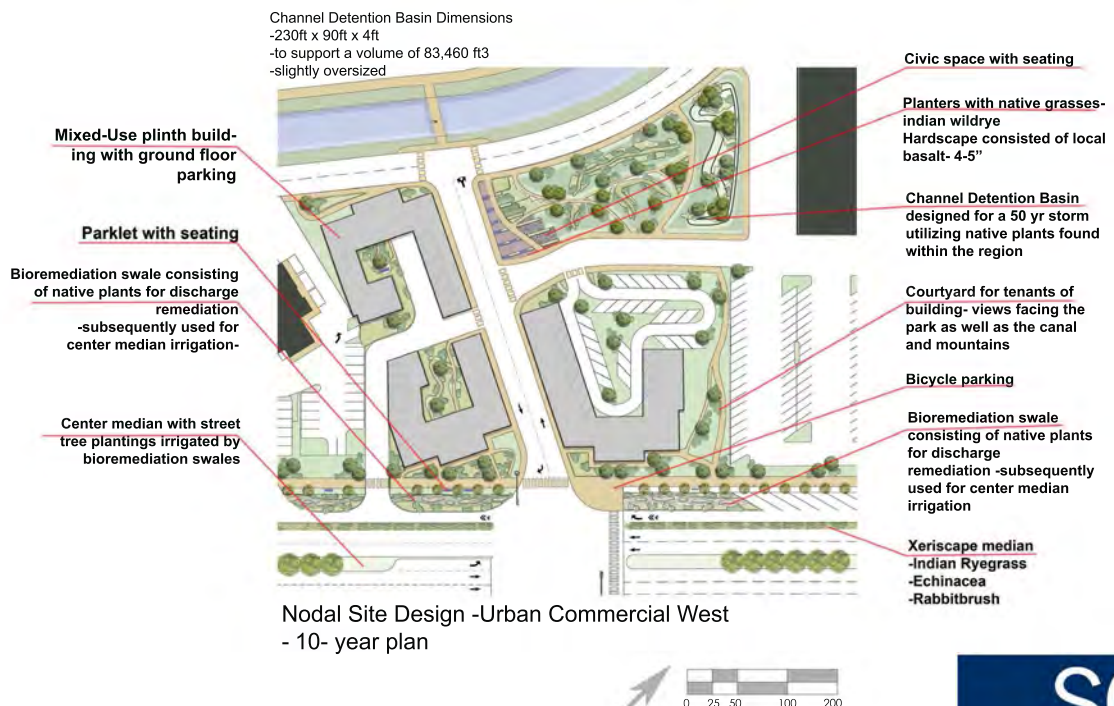 Channel Detention Basin Dimensions
-230ft x 90ft x 4ft
-to support a volume of 83,460 ft3
-slightly oversized
Mixed-Use plinth build-
ing with ground floor
parking
Parklet with seating
Bioremediation swale consisting
of native plants for discharge
remediation
-subsequently used for
center median irrigation-
Center median with street
tree plantings irrigated by
bioremediation swales
Civic space with seating
Planters with native grasses-
indian wildrye
Hardscape consisted of local
basalt- 4-5”
Channel Detention Basin
designed for a 50 yr storm
utilizing native plants found
within the region
Courtyard for tenants of
building- views facing the
park as well as the canal
and mountains
Bicycle parking
Bioremediation swale
consisting of native plants
for discharge
remediation -subsequently
used for center median
irrigation
Xeriscape median
-Indian Ryegrass
-Echinacea
-Rabbitbrush
Nodal Site Design -Urban Commercial West
- 10- year plan
0 25 50 100 200